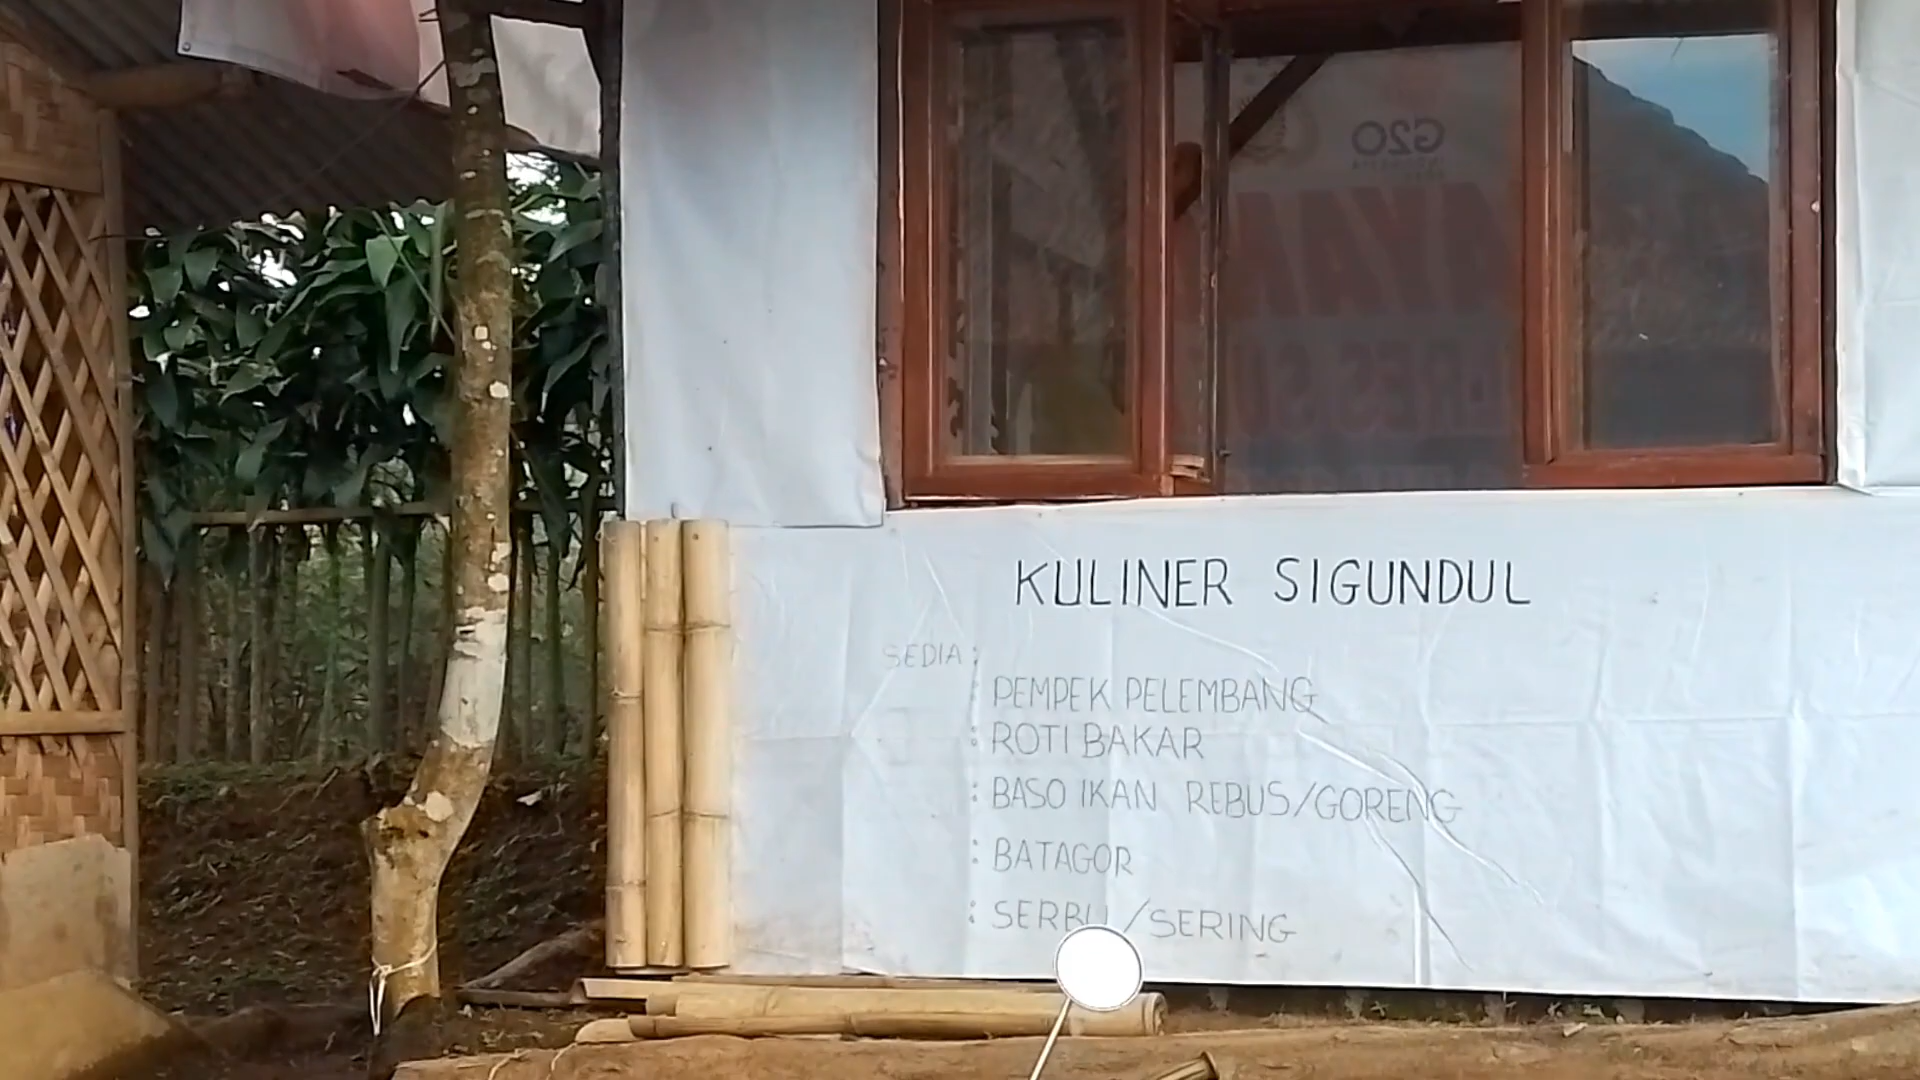 G20
KULINER SIGUNDUL
SEDIA :
: PEMPEK PELEMBANG
: ROTI BAKAR
: BASO IKAN REBUS/GORENG
: BATAGOR
: SERBU/SERING